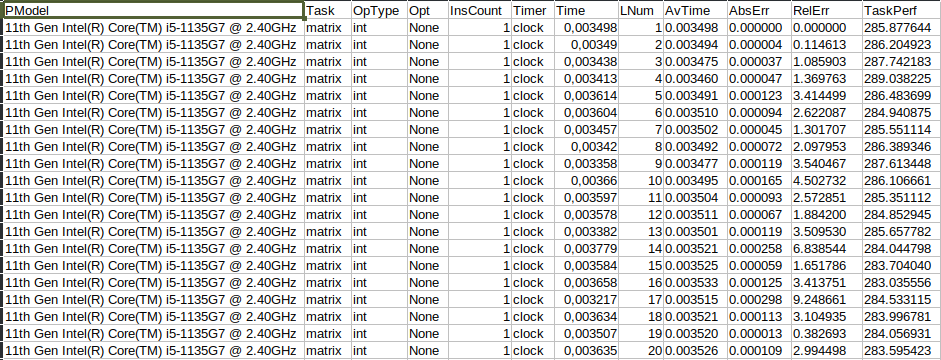 PModel Task OpType Opt InsCount Timer Time LNum AvTime AbsErr RelErr TaskPerf
11th Gen Intel(R) Core(TM) i5-1135G7 @ 2.40GHz matrix int None 1 clock 0,003498 1 0.003498 0.000000 0.000000 285.877644
11th Gen Intel(R) Core(TM) i5-1135G7 @ 2.40GHz matrix int None 1 clock 0,00349 2 0.003494 0.000004 0.114613 286.204923
11th Gen Intel(R) Core(TM) i5-1135G7 @ 2.40GHz matrix int None 1 clock 0,003438 3 0.003475 0.000037 1.085903 287.742183
11th Gen Intel(R) Core(TM) i5-1135G7 @ 2.40GHz matrix int None 1 clock 0,003413 4 0.003460 0.000047 1.369763 289.038225
11th Gen Intel(R) Core(TM) i5-1135G7 @ 2.40GHz matrix int None 1 clock 0,003614 5 0.003491 0.000123 3.414499 286.483699
11th Gen Intel(R) Core(TM) i5-1135G7 @ 2.40GHz matrix int None 1 clock 0,003604 6 0.003510 0.000094 2.622087 284.940875
11th Gen Intel(R) Core(TM) i5-1135G7 @ 2.40GHz matrix int None 1 clock 0,003457 7 0.003502 0.000045 1.301707 285.551114
11th Gen Intel(R) Core(TM) i5-1135G7 @ 2.40GHz matrix int None 1 clock 0,00342 8 0.003492 0.000072 2.097953 286.389346
11th Gen Intel(R) Core(TM) i5-1135G7 @ 2.40GHz matrix int None 1 clock 0,003358 9 0.003477 0.000119 3.540467 287.613448
11th Gen Intel(R) Core(TM) i5-1135G7 @ 2.40GHz matrix int None 1 clock 0,00366 10 0.003495 0.000165 4.502732 286.106661
11th Gen Intel(R) Core(TM) i5-1135G7 @ 2.40GHz matrix int None 1 clock 0,003597 11 0.003504 0.000093 2.572851 285.351112
11th Gen Intel(R) Core(TM) i5-1135G7 @ 2.40GHz matrix int None 1 clock 0,003578 12 0.003511 0.000067 1.884200 284.852945
11th Gen Intel(R) Core(TM) i5-1135G7 @ 2.40GHz matrix int None 1 clock 0,003382 13 0.003501 0.000119 3.509530 285.657782
11th Gen Intel(R) Core(TM) i5-1135G7 @ 2.40GHz matrix int None 1 clock 0,003779 14 0.003521 0.000258 6.838544 284.044798
11th Gen Intel(R) Core(TM) i5-1135G7 @ 2.40GHz matrix int None 1 clock 0,003584 15 0.003525 0.000059 1.651786 283.704040
11th Gen Intel(R) Core(TM) i5-1135G7 @ 2.40GHz matrix int None 1 clock 0,003658 16 0.003533 0.000125 3.413751 283.035556
11th Gen Intel(R) Core(TM) i5-1135G7 @ 2.40GHz matrix int None 1 clock 0,003217 17 0.003515 0.000298 9.248661 284.533115
11th Gen Intel(R) Core(TM) i5-1135G7 @ 2.40GHz matrix int None 1 clock 0,003634 18 0.003521 0.000113 3.104935 283.996781
11th Gen Intel(R) Core(TM) i5-1135G7 @ 2.40GHz matrix int None 1 clock 0,003507 19 0.003520 0.000013 0.382693 284.056931
11th Gen Intel(R) Core(TM) i5-1135G7 @ 2.40GHz matrix int None 1 clock 0,003635 20 0.003526 0.000109 2.994498 283.595423